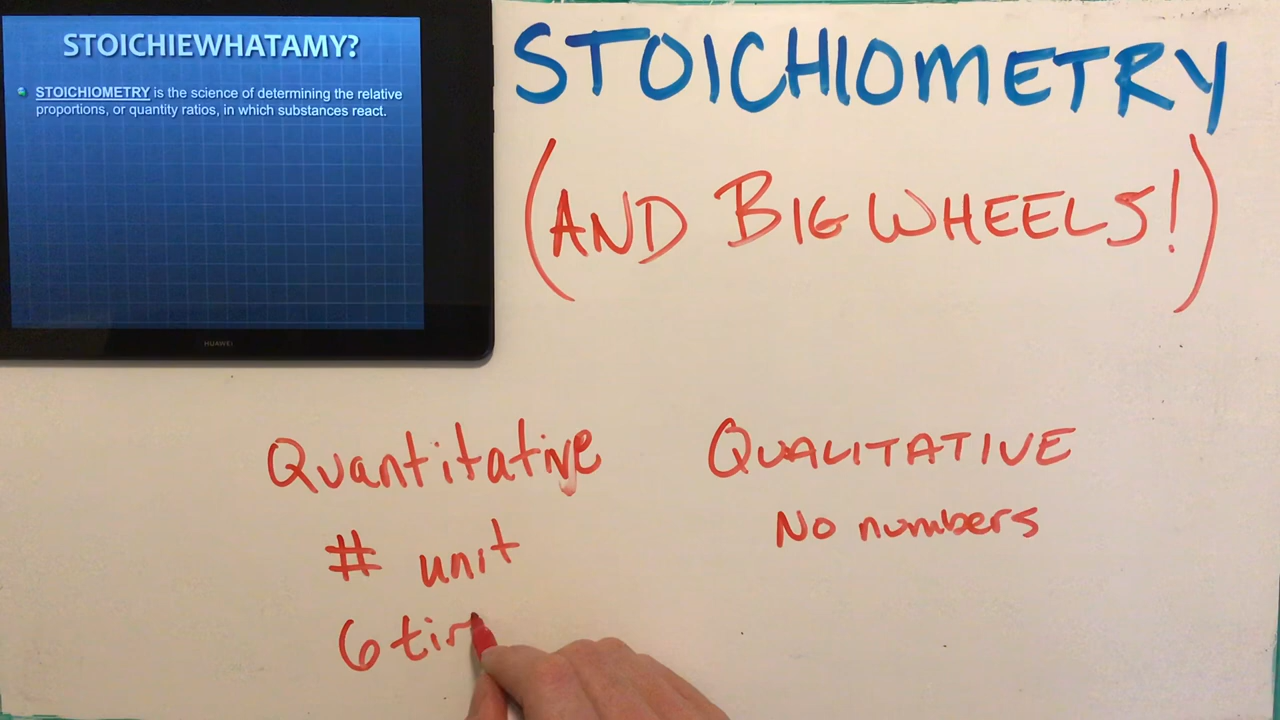 STOICHIEWHATAMY?
STOICHIOMETRY is the science of determining the relative
proportions, or quantity ratios, in which substances react.
HUAWEI
STOICHIOMETRY
(AND BIG WHEELS!)
Quantitative
# unit
6
QUALITATIVE
No numbers